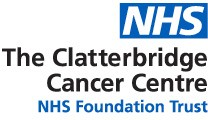 NHS
The Clatterbridge
Cancer Centre
NHS Foundation Trust